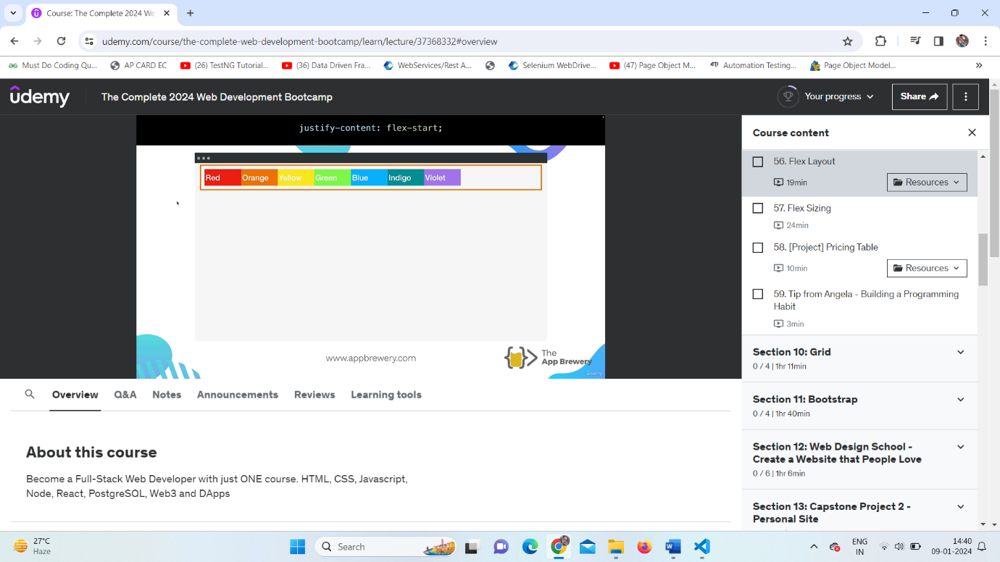 Course: The Complete 2024 We
udemy.com/course/the-complete-web-development-bootcamp/learn/lecture/37368332#overview
Must Do Coding Qu...
AP CARD EC
(26) TestNG Tutorial...
(36) Data Driven Fra...
WebServices/Rest A...
Selenium WebDrive...
(47) Page Object M...
Automation Testing...
Page Object Model...
»
ûdemy
The Complete 2024 Web Development Bootcamp
Your progress
Share
justify-content: flex-start;
Red
Orange
Yellow
Green
Blue
Indigo
Violet
www.appbrewery.com
The
App Brewery
udemy
Course content
56. Flex Layout
19min
Resources
57. Flex Sizing
24min
58. [Project] Pricing Table
10min
Resources
59. Tip from Angela - Building a Programming
Habit
3min
Section 10: Grid
0 / 4 | 1hr 11min
Section 11: Bootstrap
0 / 4 | 1hr 40min
Section 12: Web Design School -
Create a Website that People Love
0 / 6 | 1hr 6min
Section 13: Capstone Project 2 -
Personal Site
Overview
Q&A
Notes
Announcements
Reviews
Learning tools
About this course
Become a Full-Stack Web Developer with just ONE course. HTML, CSS, Javascript,
Node, React, PostgreSQL, Web3 and DApps
27°C
Haze
Search
ENG
IN
14:40
09-01-2024